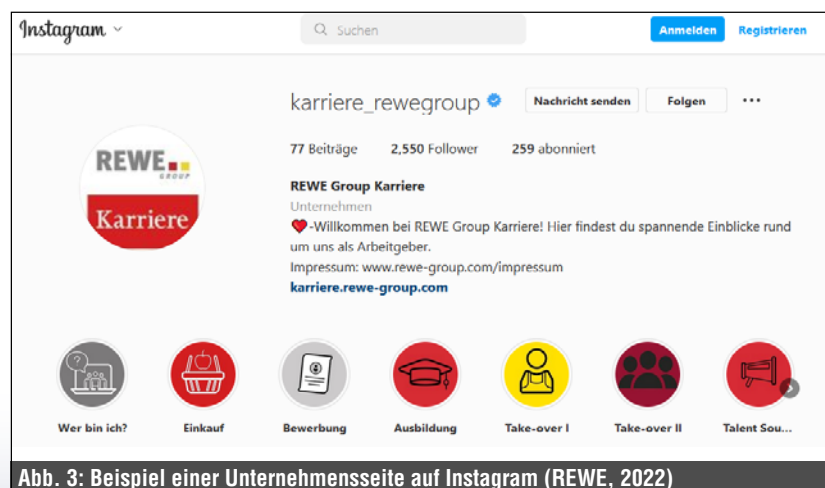 Instagram
Suchen
Anmelden
Registrieren
karriere_rewegroup
Nachricht senden
Folgen
77 Beiträge 2,550 Follower 259 abonniert
REWE
GROUP
Karriere
REWE Group Karriere
Unternehmen
-Willkommen bei REWE Group Karriere! Hier findest du spannende Einblicke rund
um uns als Arbeitgeber.
Impressum: www.rewe-group.com/impressum
karriere.rewe-group.com
?
Wer bin ich? Einkauf Bewerbung Ausbildung Take-over I Take-over II Talent Sou...
Abb. 3: Beispiel einer Unternehmensseite auf Instagram (REWE, 2022)